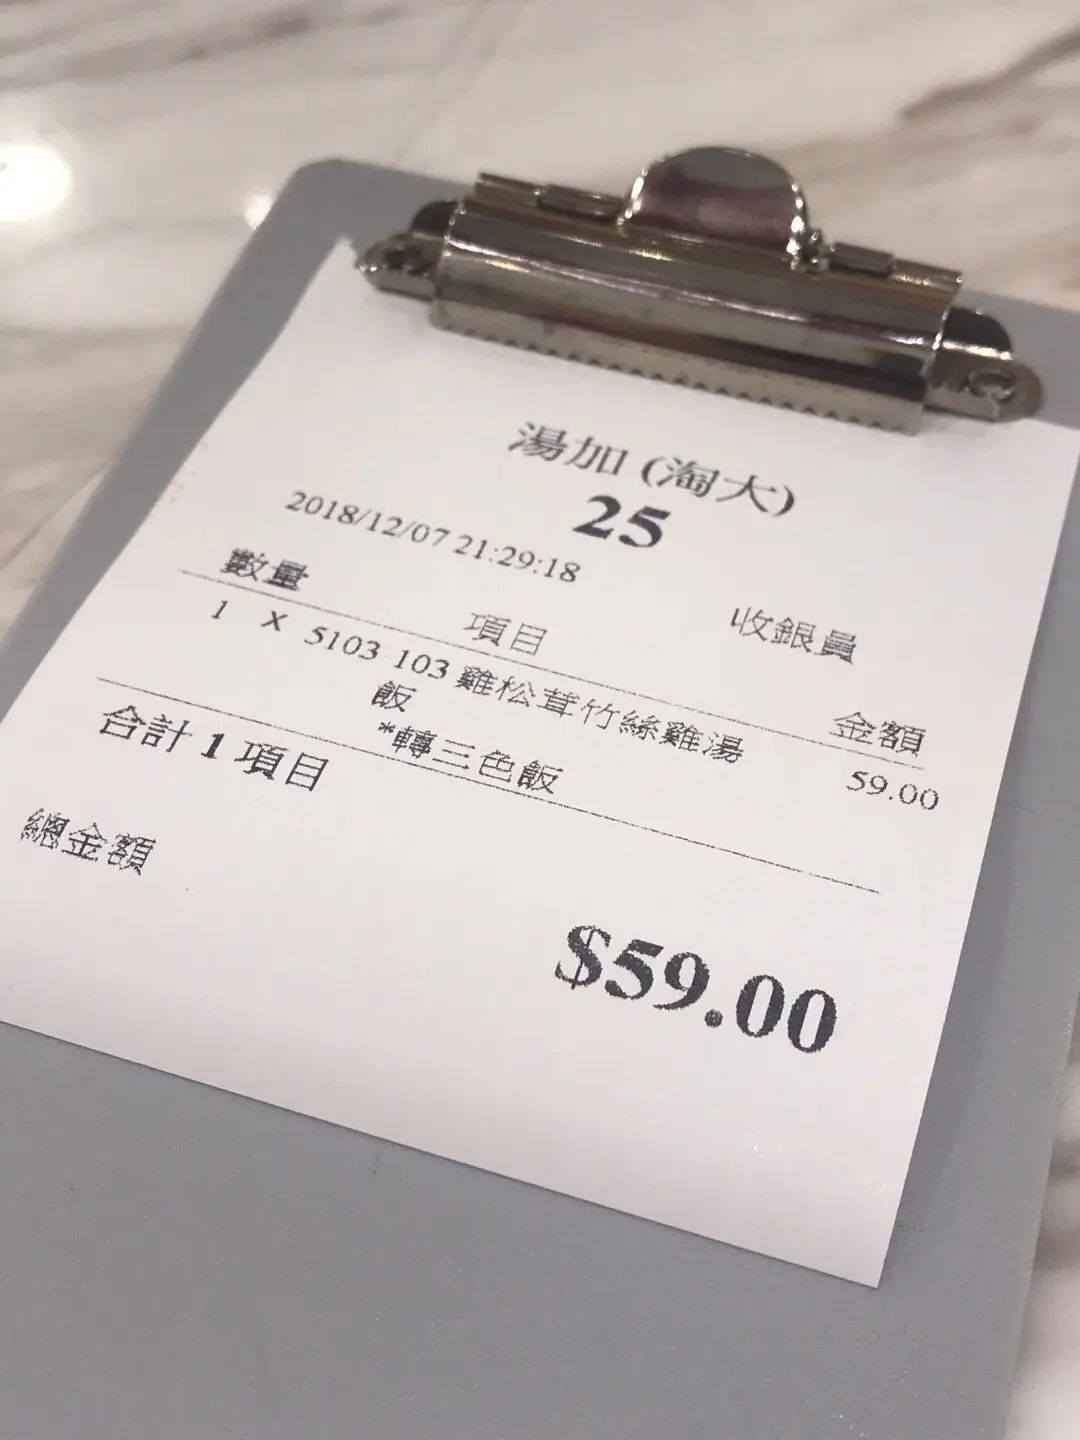 湯加 (淘大)
25
2018/12/07 21:29:18
收銀員
數量 項目 金額
1 X 5103 103 雞松茸竹絲雞湯 59.00
飯
*轉三色飯
合計 1 項目
總金額
$59.00